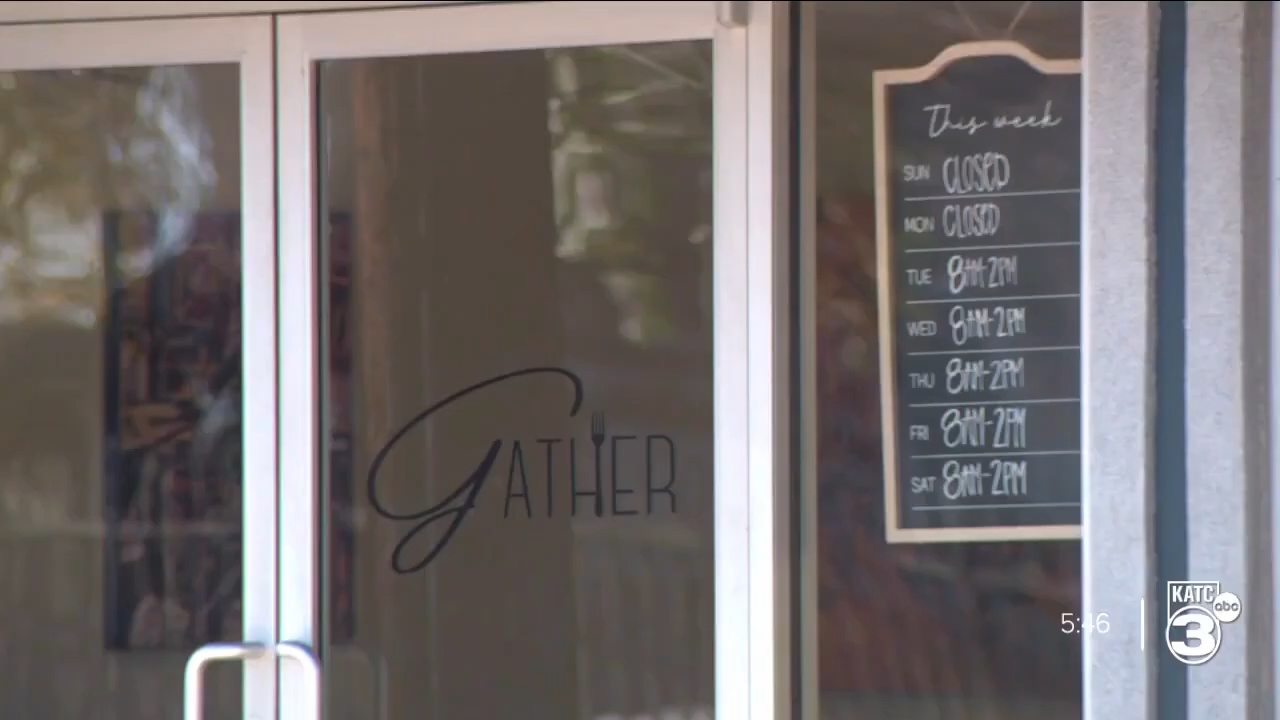 GATHER
This week
SUN CLOSED
MON CLOSED
TUE 8AM-2PM
WED 8AM-2PM
THU 8AM-2PM
FRI 8AM-2PM
SAT 8AM-2PM
5:46
KATC
abc
3